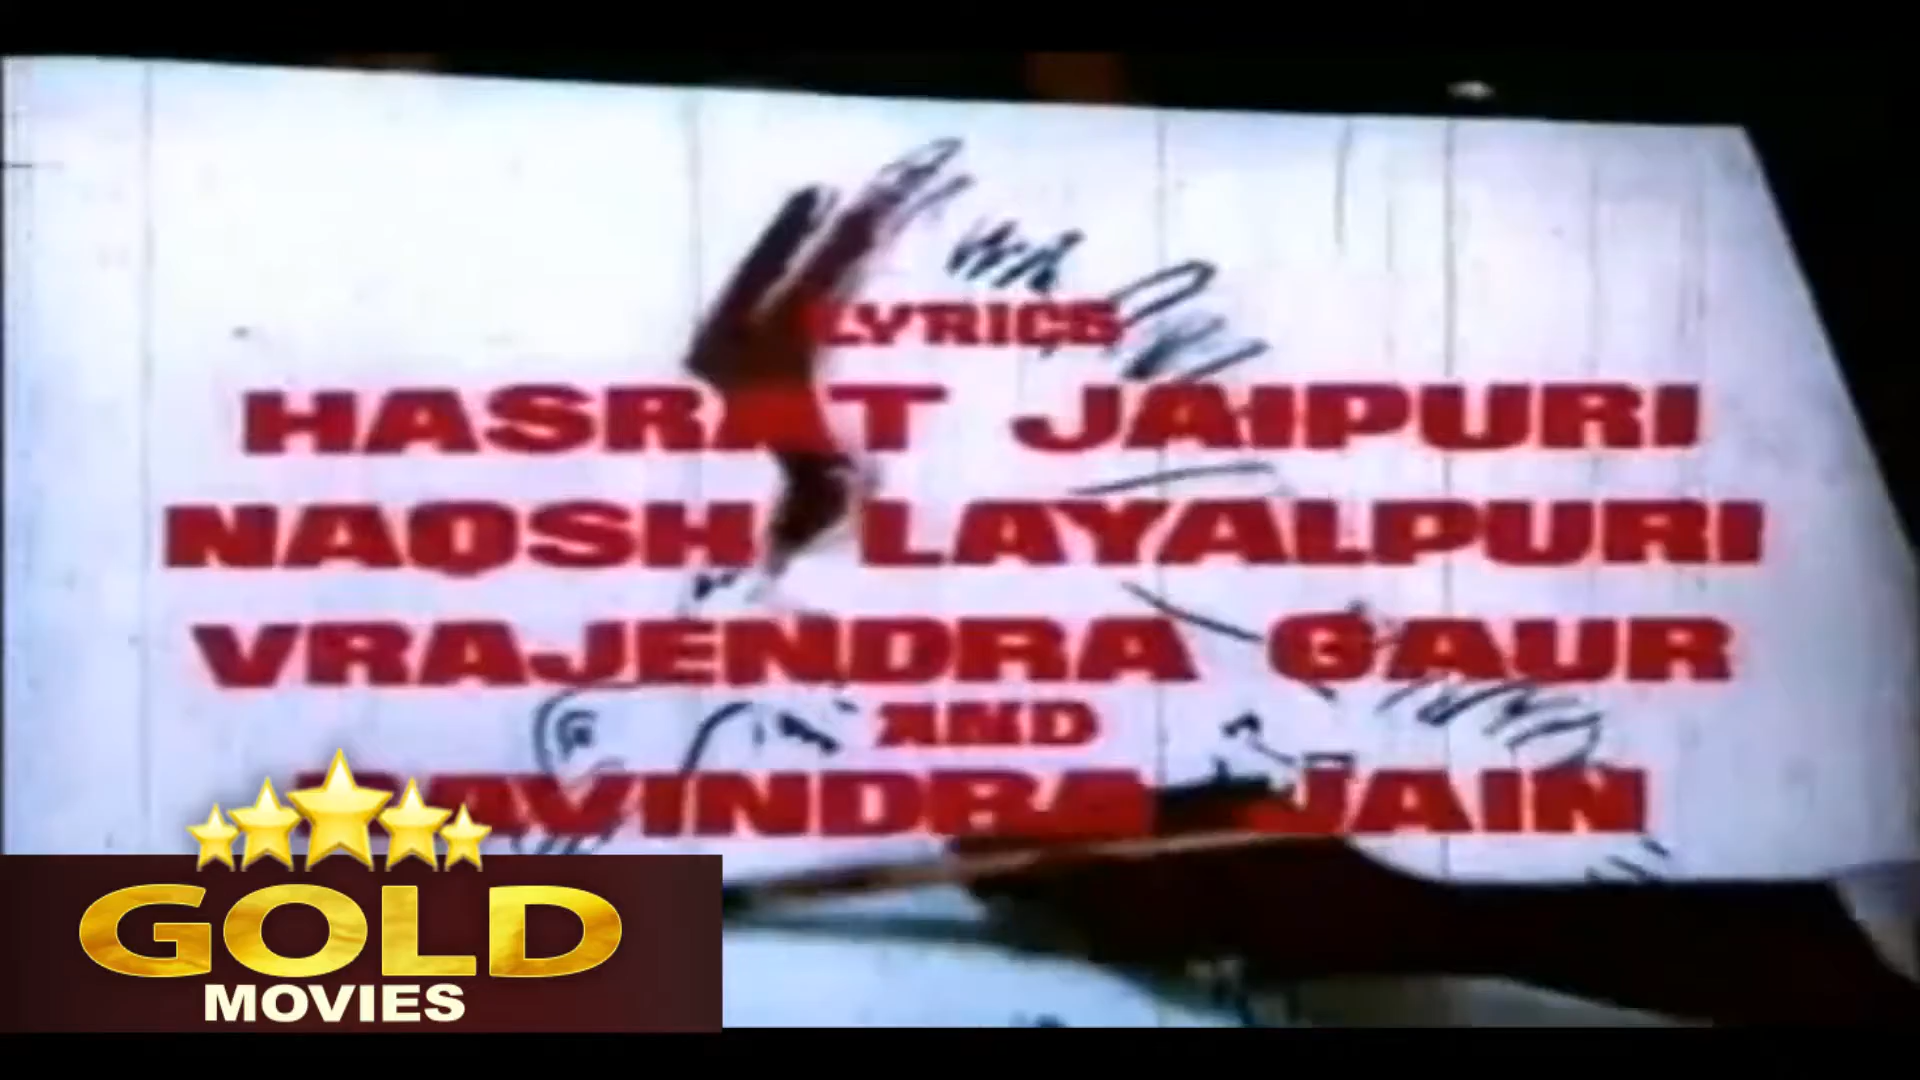 LYRICS
HASRAT JAIPURI
NAQSH LAYALPURI
VRAJENDRA GAUR
AND
RAVINDRA JAIN
GOLD
MOVIES